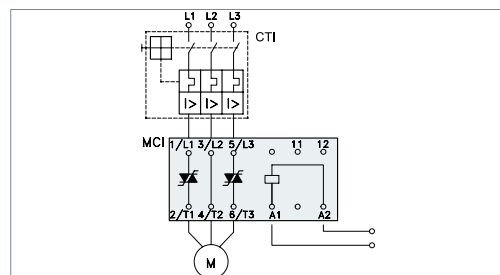 L1 L2 L3
CTI
I> I> I>
MCI
1/L1 3/L2 5/L3 11 12
2/T1 4/T2 6/T3 A1 A2
M